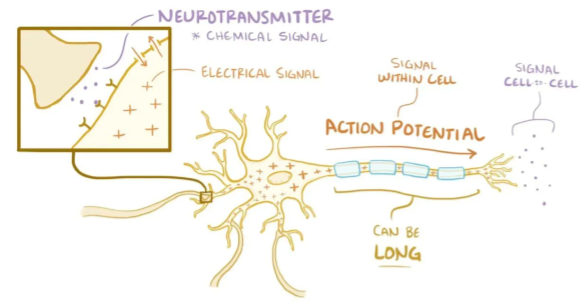 NEUROTRANSMITTER
* CHEMICAL SIGNAL
ELECTRICAL SIGNAL
SIGNAL
WITHIN CELL
SIGNAL
CELL to CELL
ACTION POTENTIAL
CAN BE
LONG